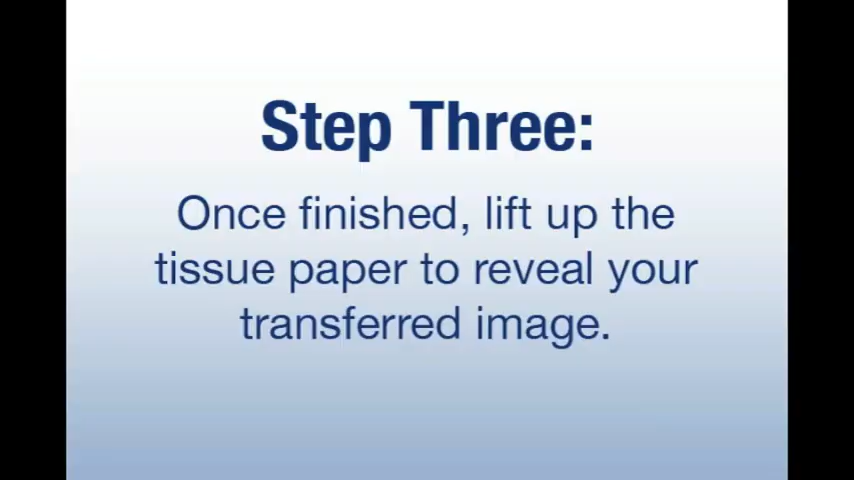 Step Three:
Once finished, lift up the
tissue paper to reveal your
transferred image.